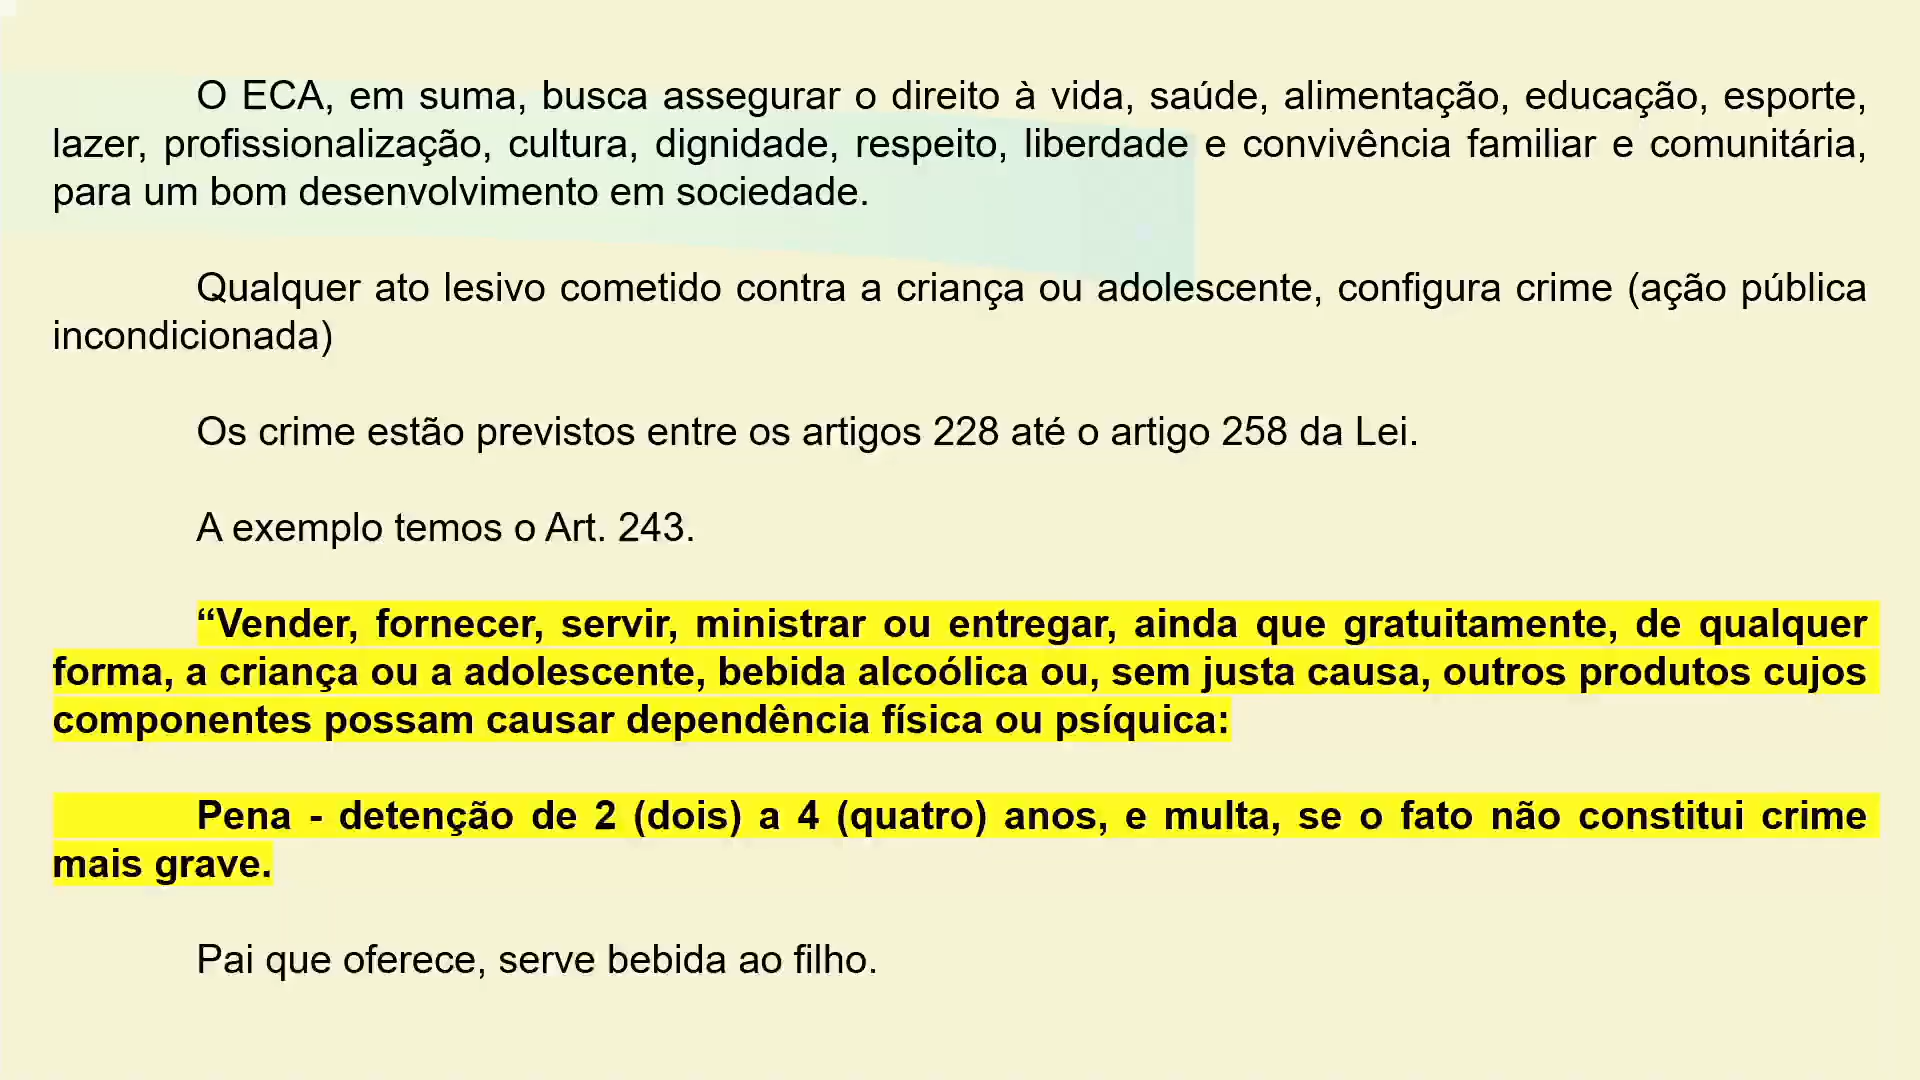 O ECA, em suma, busca assegurar o direito à vida, saúde, alimentação, educação, esporte,
lazer, profissionalização, cultura, dignidade, respeito, liberdade e convivência familiar e comunitária,
para um bom desenvolvimento em sociedade.
Qualquer ato lesivo cometido contra a criança ou adolescente, configura crime (ação pública
incondicionada)
Os crime estão previstos entre os artigos 228 até o artigo 258 da Lei.
A exemplo temos o Art. 243.
“Vender, fornecer, servir, ministrar ou entregar, ainda que gratuitamente, de qualquer
forma, a criança ou a adolescente, bebida alcoólica ou, sem justa causa, outros produtos cujos
componentes possam causar dependência física ou psíquica:
Pena - detenção de 2 (dois) a 4 (quatro) anos, e multa, se o fato não constitui crime
mais grave.
Pai que oferece, serve bebida ao filho.